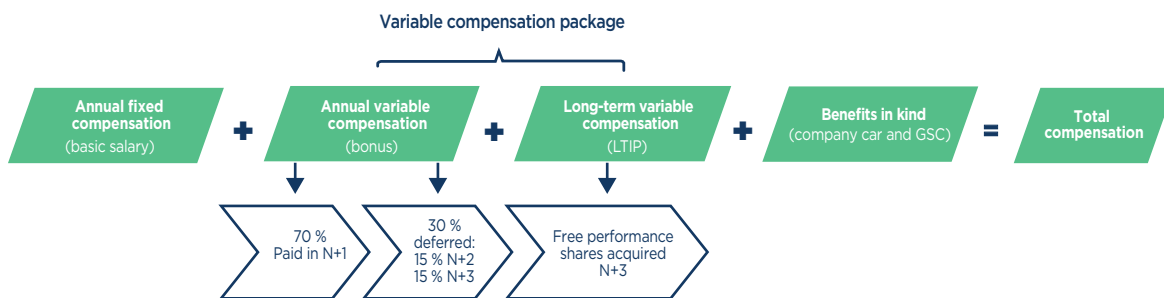 Variable compensation package
Annual fixed
compensation
(basic salary)
+
Annual variable
compensation
(bonus)
+
Long-term variable
compensation
(LTIP)
+
Benefits in kind
(company car and GSC)
=
Total
compensation
70 %
Paid in N+1
30 %
deferred:
15 % N+2
15 % N+3
Free performance
shares acquired
N+3